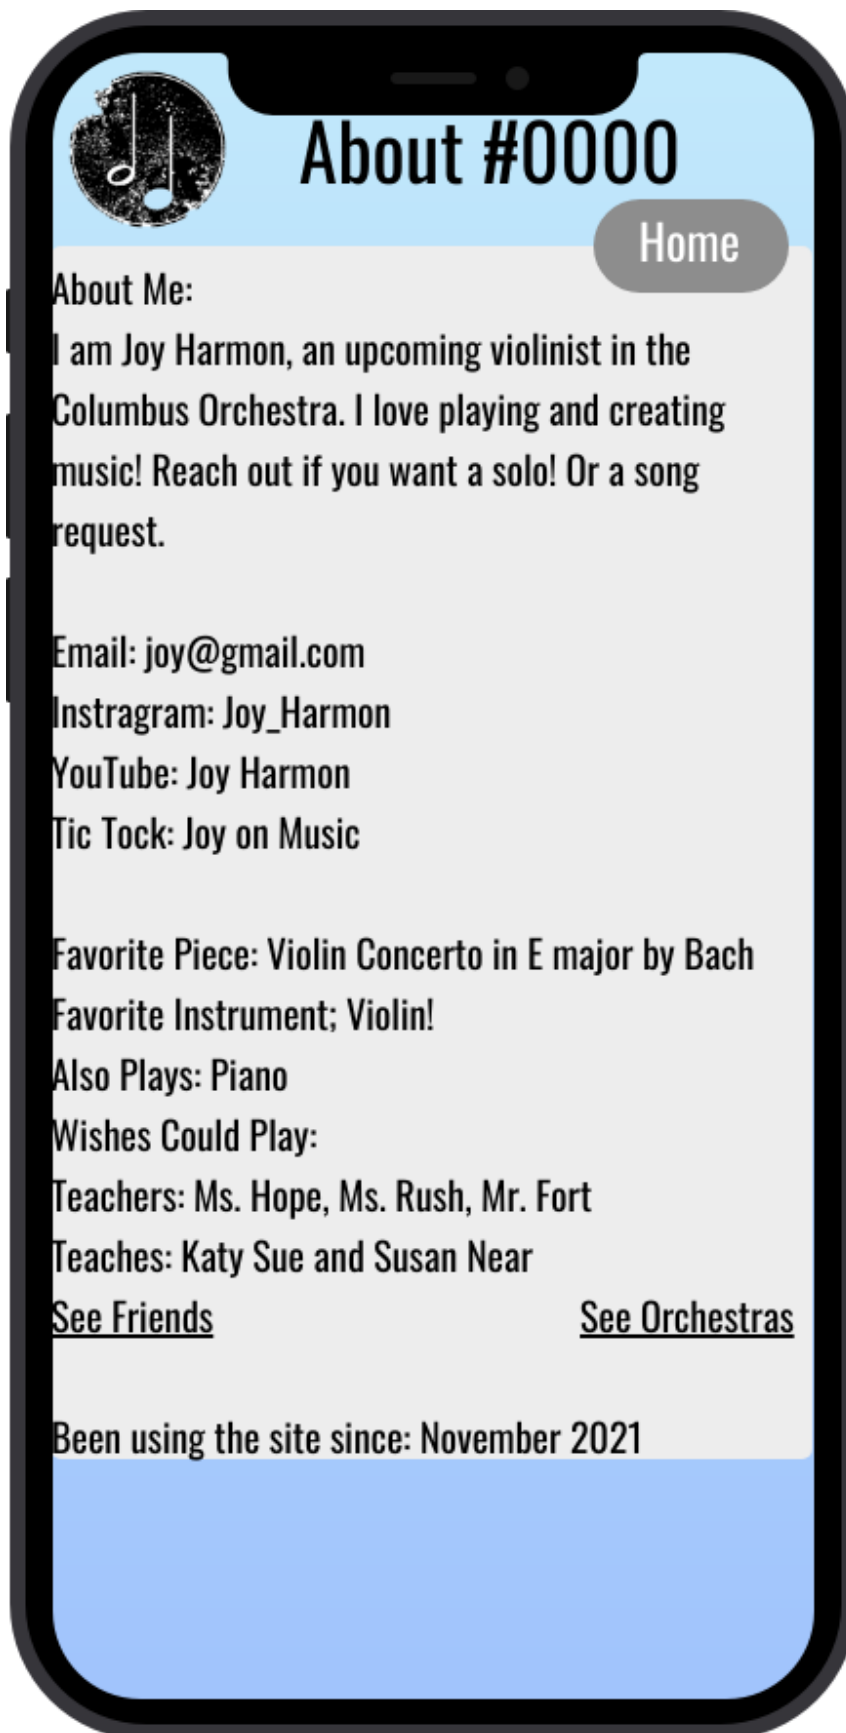 About #0000
Home
About Me:
I am Joy Harmon, an upcoming violinist in the
Columbus Orchestra. I love playing and creating
music! Reach out if you want a solo! Or a song
request.
Email: joy@gmail.com
Instragram: Joy_Harmon
YouTube: Joy Harmon
Tic Tock: Joy on Music
Favorite Piece: Violin Concerto in E major by Bach
Favorite Instrument; Violin!
Also Plays: Piano
Wishes Could Play:
Teachers: Ms. Hope, Ms. Rush, Mr. Fort
Teaches: Katy Sue and Susan Near
See Friends See Orchestras
Been using the site since: November 2021